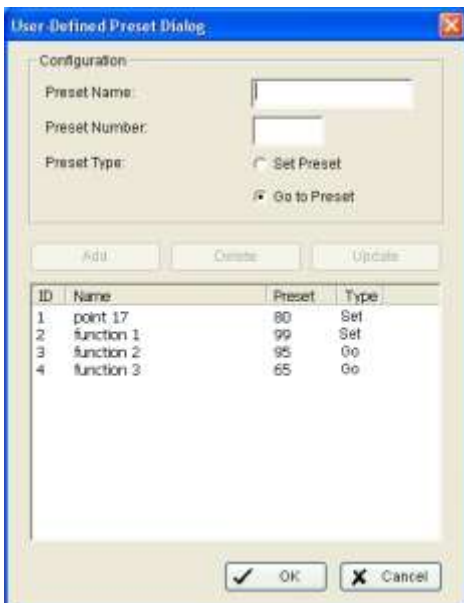 User-Defined Preset Dialog
Configuration
Preset Name:
Preset Number:
Preset Type:
Set Preset
Go to Preset
Add Delete Update
ID Name Preset Type
1 point 17 80 Set
2 function 1 99 Set
3 function 2 95 Go
4 function 3 65 Go
OK Cancel